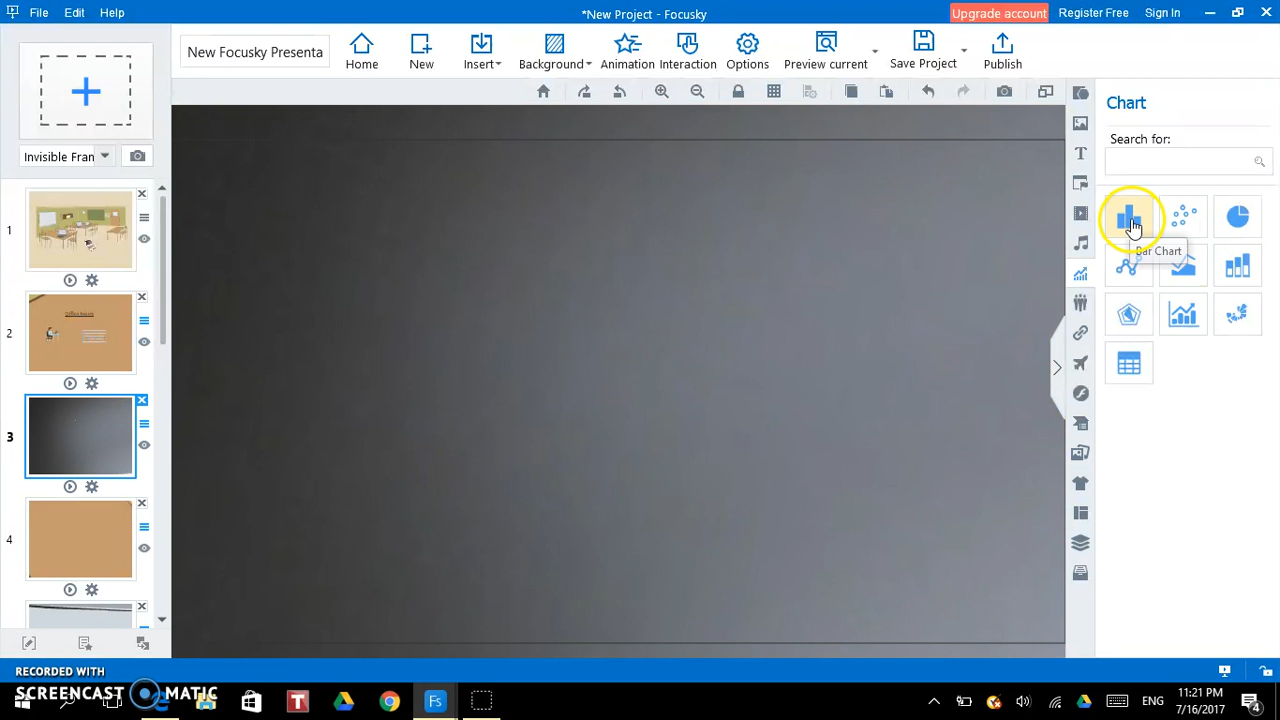 File Edit Help
*New Project - Focusky
Upgrade account Register Free Sign In
New Focusky Presenta
Home New Insert Background Animation Interaction Options Preview current Save Project Publish
Chart
Search for:
Invisible Fran
Bar Chart
1
2
3
4
RECORDED WITH
SCREENCAST MATIC
T
Fs
ENG
11:21 PM
7/16/2017
4